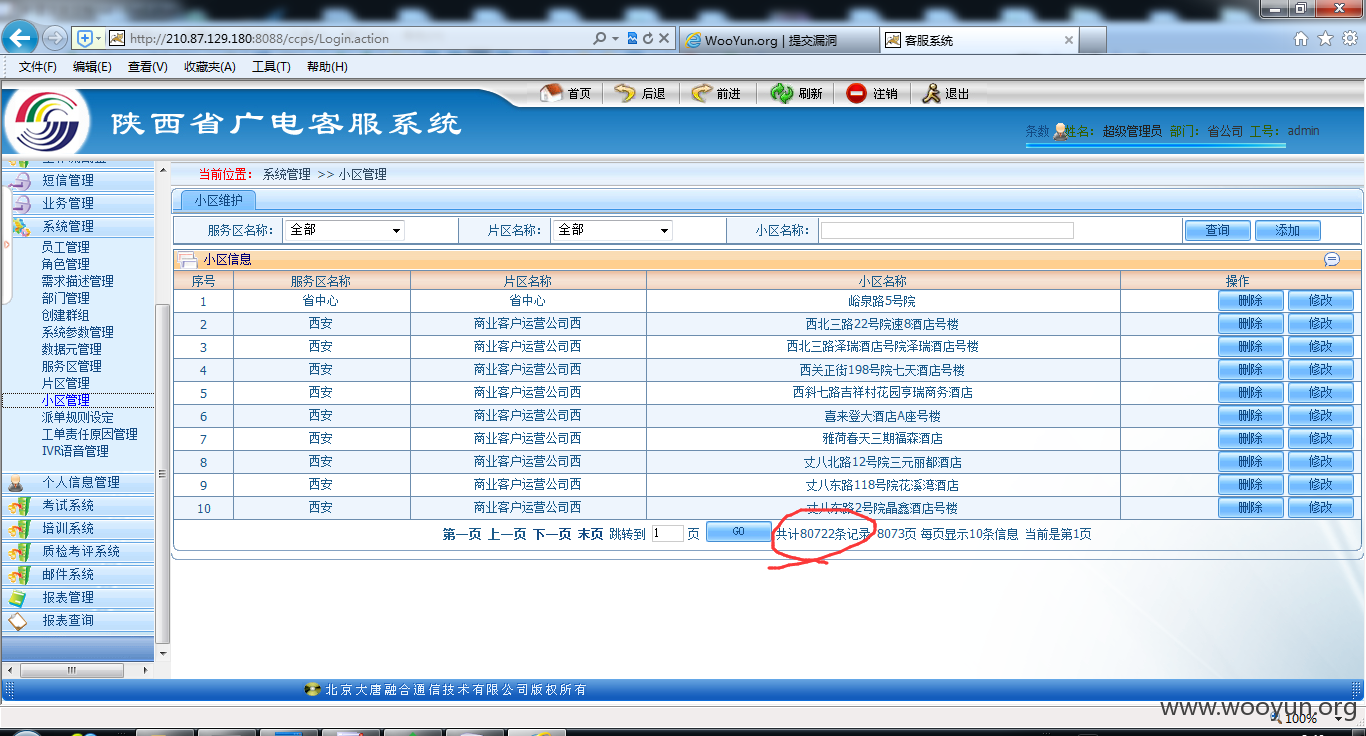 http://210.87.129.180:8088/ccps/Login.action
WooYun.org | 提交漏洞
客服系统
文件(F) 编辑(E) 查看(V) 收藏夹(A) 工具(T) 帮助(H)
首页 后退 前进 刷新 注销 退出
陕西省广电客服系统
条数 姓名: 超级管理员 部门: 省公司 工号: admin
短信管理
业务管理
系统管理
员工管理
角色管理
需求描述管理
部门管理
创建群组
系统参数管理
数据元管理
服务区管理
片区管理
小区管理
派单规则设定
工单责任原因管理
IVR语音管理
个人信息管理
考试系统
培训系统
质检考评系统
邮件系统
报表管理
报表查询
当前位置: 系统管理 >> 小区管理
小区维护
服务区名称: 全部 片区名称: 全部 小区名称: 查询 添加
小区信息
序号 服务区名称 片区名称 小区名称 操作
1 省中心 省中心 峪泉路5号院 删除 修改
2 西安 商业客户运营公司西 西北三路22号院速8酒店号楼 删除 修改
3 西安 商业客户运营公司西 西北三路泽瑞酒店号院泽瑞酒店号楼 删除 修改
4 西安 商业客户运营公司西 西关正街198号院七天酒店号楼 删除 修改
5 西安 商业客户运营公司西 西斜七路吉祥村花园亨瑞商务酒店 删除 修改
6 西安 商业客户运营公司西 喜来登大酒店A座号楼 删除 修改
7 西安 商业客户运营公司西 雅荷春天三期福森酒店 删除 修改
8 西安 商业客户运营公司西 丈八北路12号院三元丽都酒店 删除 修改
9 西安 商业客户运营公司西 丈八东路118号院花溪湾酒店 删除 修改
10 西安 商业客户运营公司西 丈八东路2号院晶鑫酒店号楼 删除 修改
第一页 上一页 下一页 末页 跳转到 1 页 GO 共计80722条记录 8073页 每页显示10条信息 当前是第1页
北京大唐融合通信技术有限公司版权所有
www.wooyun.org
100%